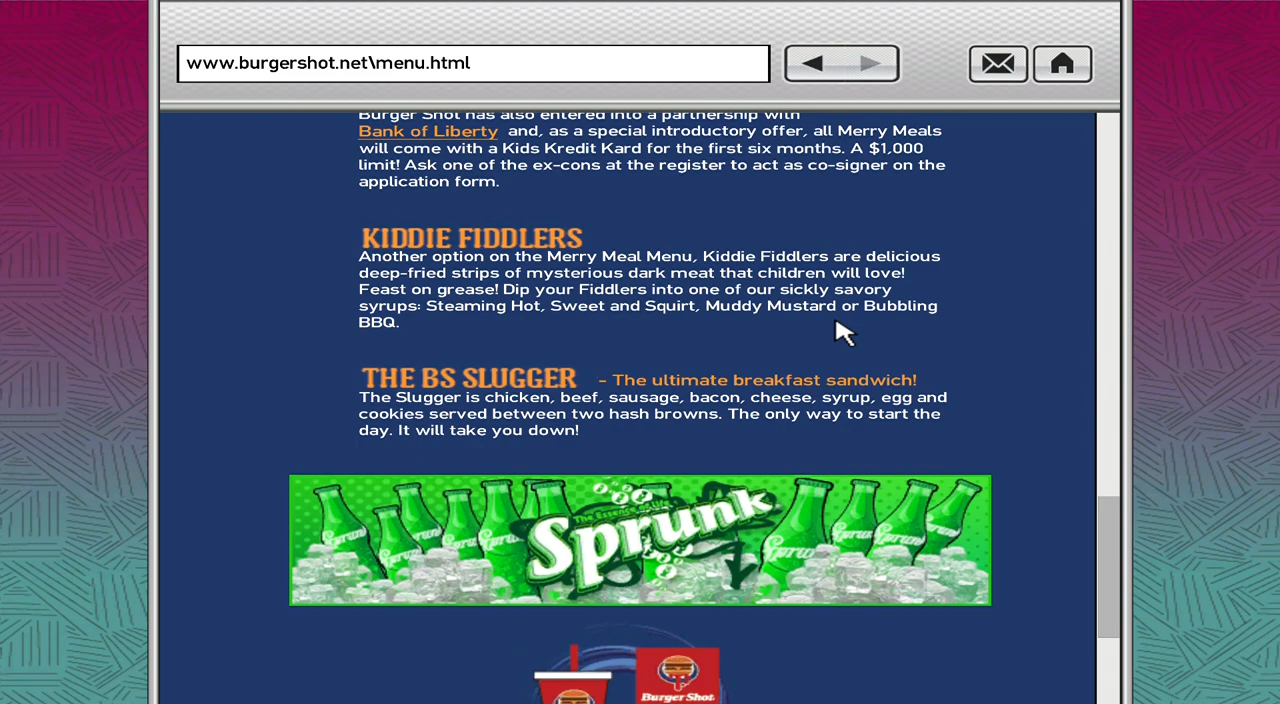 www.burgershot.net\menu.html
Burger Shot has also entered into a partnership with
Bank of Liberty and, as a special introductory offer, all Merry Meals
will come with a Kids Kredit Kard for the first six months. A $1,000
limit! Ask one of the ex-cons at the register to act as co-signer on the
application form.
KIDDIE FIDDLERS
Another option on the Merry Meal Menu, Kiddie Fiddlers are delicious
deep-fried strips of mysterious dark meat that children will love!
Feast on grease! Dip your Fiddlers into one of our sickly savory
syrups: Steaming Hot, Sweet and Squirt, Muddy Mustard or Bubbling
BBQ.
THE BS SLUGGER - The ultimate breakfast sandwich!
The Slugger is chicken, beef, sausage, bacon, cheese, syrup, egg and
cookies served between two hash browns. The only way to start the
day. It will take you down!
The Essence of Life
Sprunk
Burger Shot